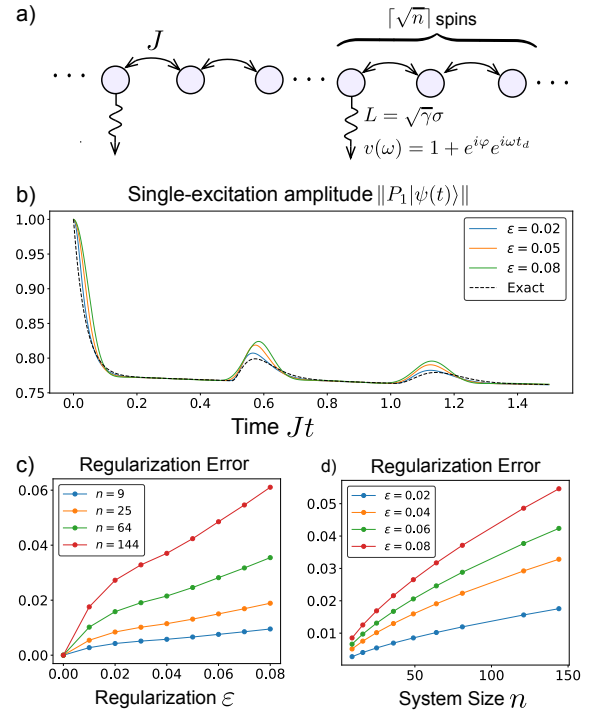 a)
⌈√n⌉ spins
J
· · ·
· · ·
· · ·
L = √γσ
v(ω) = 1 + e^{iφ}e^{iωt_d}
b)
Single-excitation amplitude ‖P₁|ψ(t)⟩‖
1.00
0.95
0.90
0.85
0.80
0.75
ε = 0.02
ε = 0.05
ε = 0.08
Exact
0.0
0.2
0.4
0.6
0.8
1.0
1.2
1.4
Time Jt
c)
Regularization Error
0.06
0.04
0.02
0.00
n = 9
n = 25
n = 64
n = 144
0.00
0.02
0.04
0.06
0.08
Regularization ε
d)
Regularization Error
0.05
0.04
0.03
0.02
0.01
ε = 0.02
ε = 0.04
ε = 0.06
ε = 0.08
50
100
150
System Size n